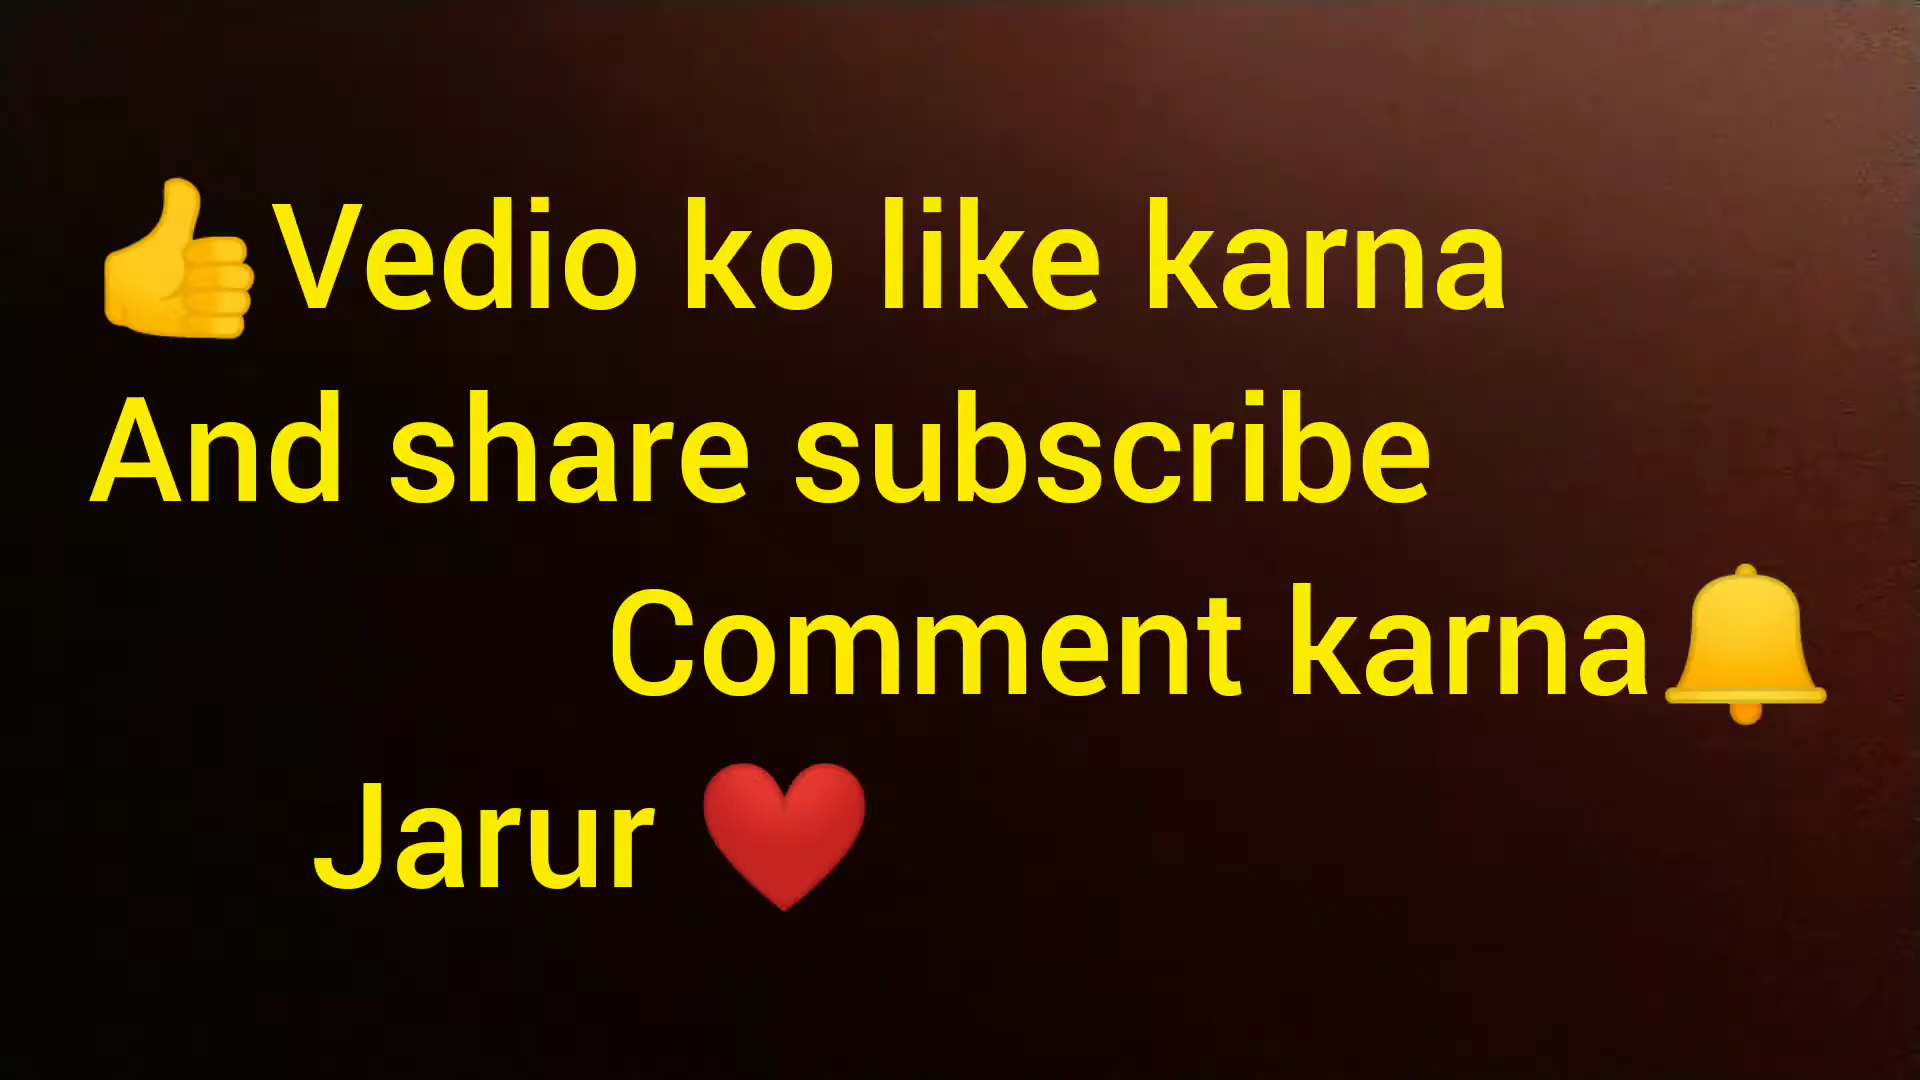 👍Vedio ko like karna
And share subscribe
Comment karna🔔
Jarur ❤️